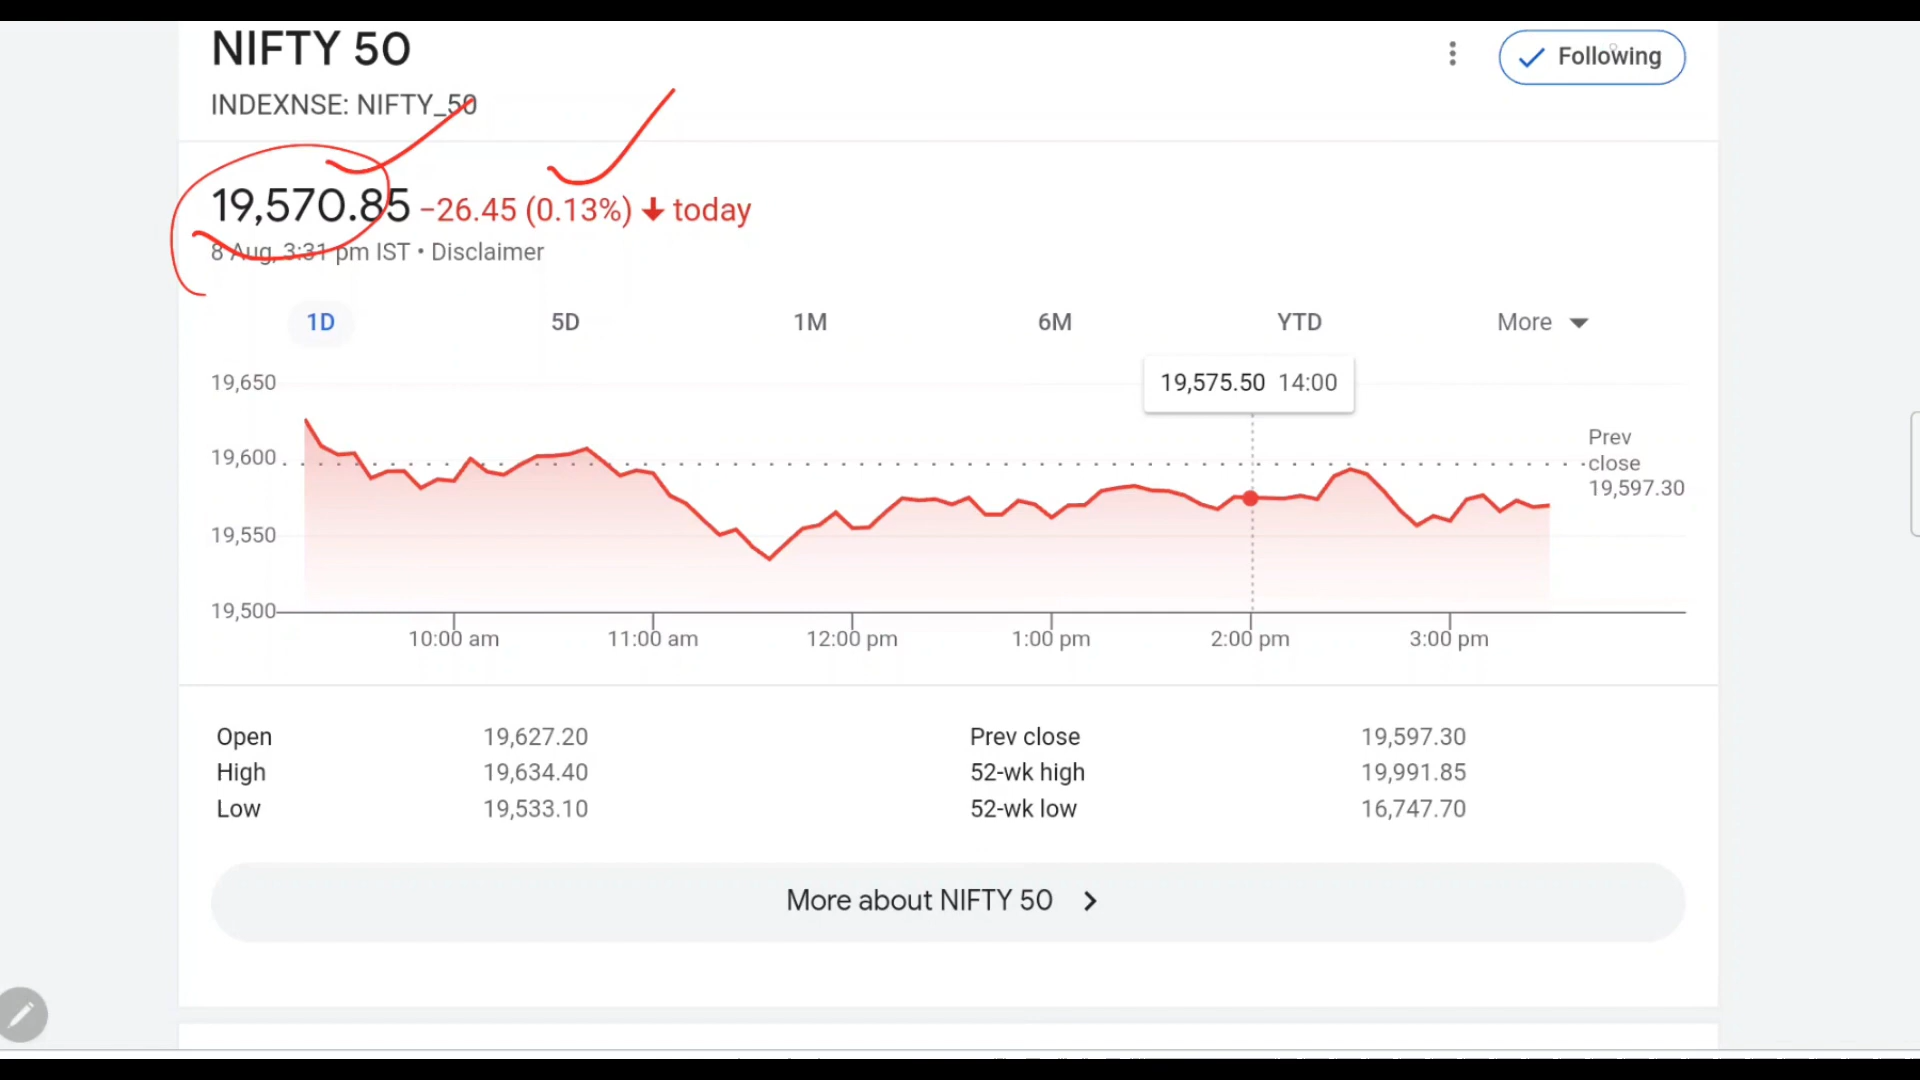 NIFTY 50
Following
INDEXNSE: NIFTY_50
19,570.85 −26.45 (0.13%) ↓ today
8 Aug, 3:31 pm IST • Disclaimer
1D 5D 1M 6M YTD More
19,575.50 14:00
19,650
19,600
19,550
19,500
Prev
close
19,597.30
10:00 am 11:00 am 12:00 pm 1:00 pm 2:00 pm 3:00 pm
Open 19,627.20 Prev close 19,597.30
High 19,634.40 52-wk high 19,991.85
Low 19,533.10 52-wk low 16,747.70
More about NIFTY 50 >